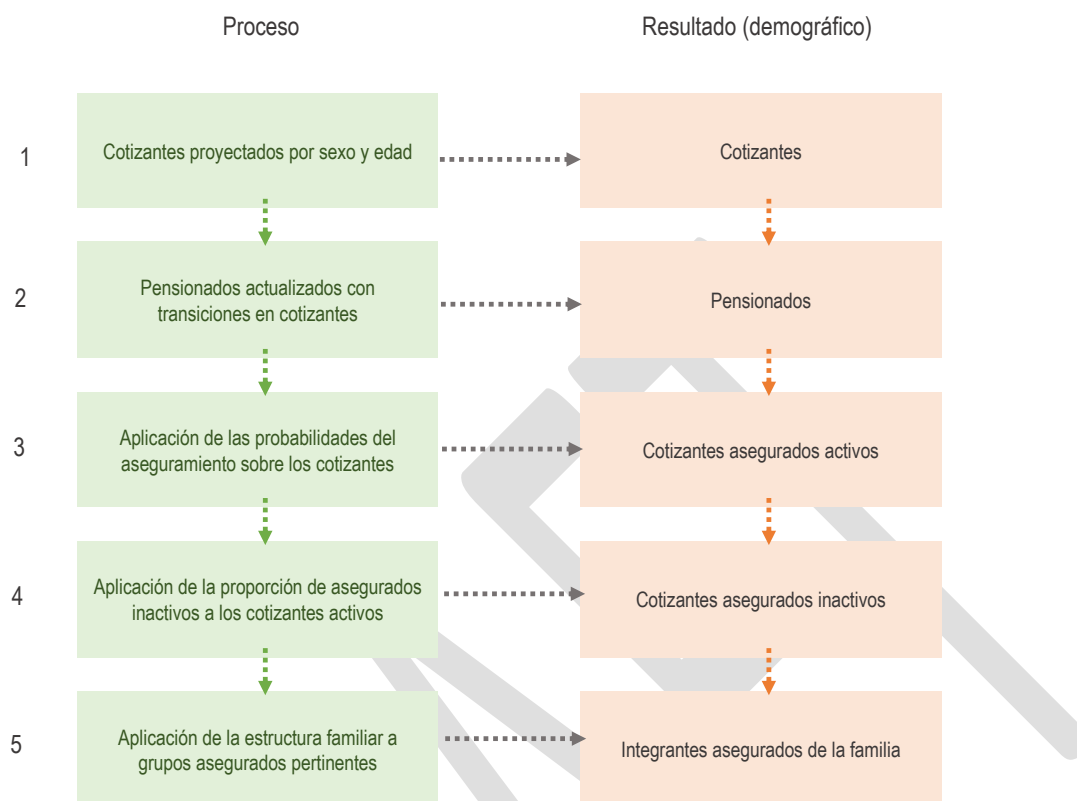 Proceso
Resultado (demográfico)
1
Cotizantes proyectados por sexo y edad
Cotizantes
2
Pensionados actualizados con
transiciones en cotizantes
Pensionados
3
Aplicación de las probabilidades del
aseguramiento sobre los cotizantes
Cotizantes asegurados activos
4
Aplicación de la proporción de asegurados
inactivos a los cotizantes activos
Cotizantes asegurados inactivos
5
Aplicación de la estructura familiar a
grupos asegurados pertinentes
Integrantes asegurados de la familia